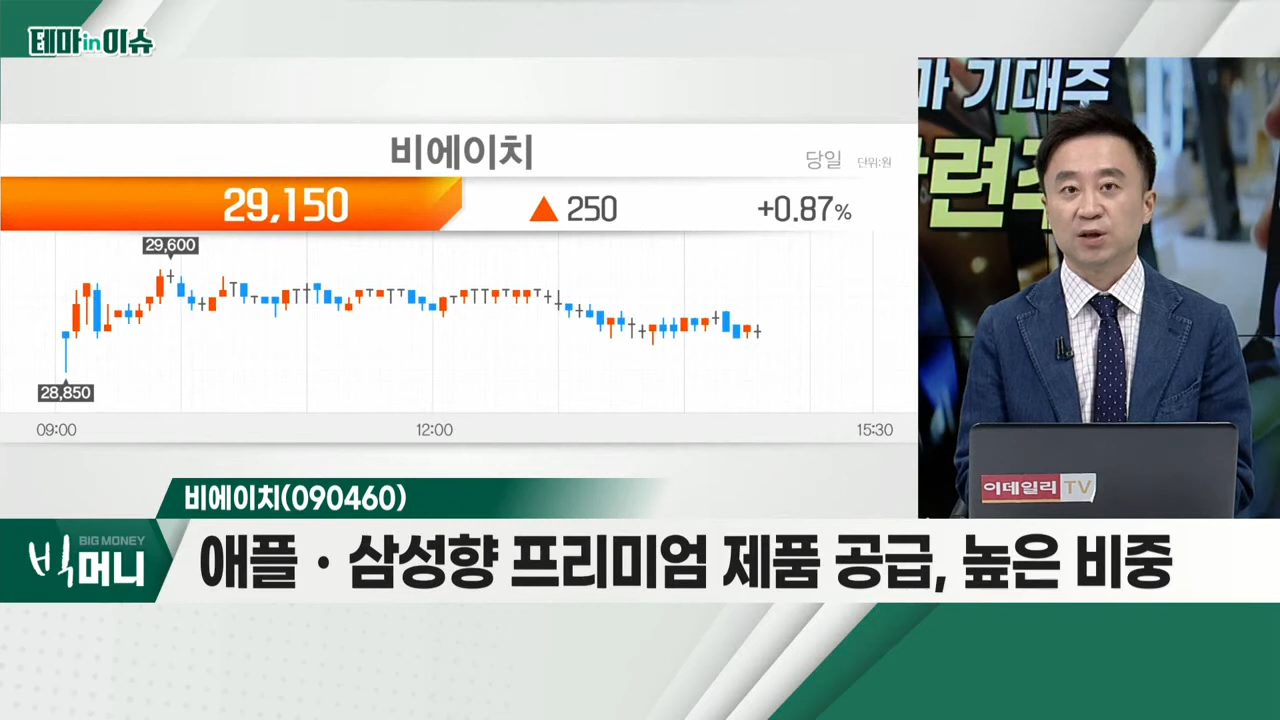 테마in이슈
비에이치
당일 단위:원
29,150 ▲ 250 +0.87%
29,600
28,850
09:00 12:00 15:30
기대주
이데일리 TV
비에이치(090460)
BIG MONEY
빅머니
애플·삼성향 프리미엄 제품 공급, 높은 비중